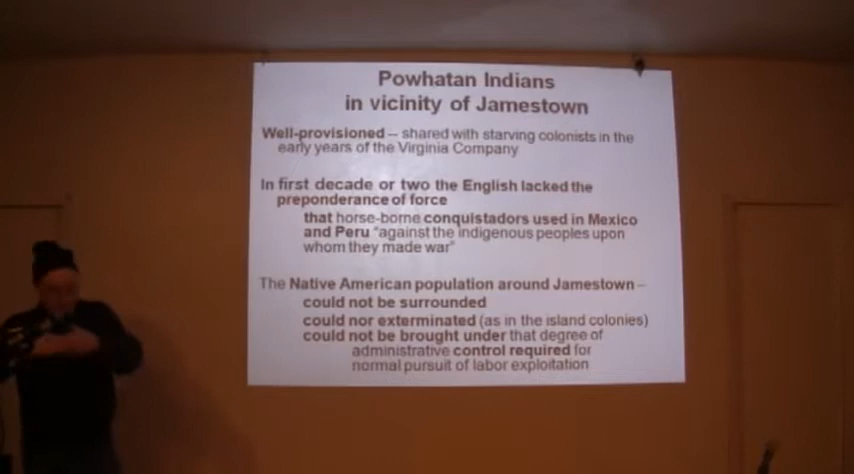 Powhatan Indians
in vicinity of Jamestown
Well-provisioned – shared with starving colonists in the
early years of the Virginia Company
In first decade or two the English lacked the
preponderance of force
that horse-borne conquistadors used in Mexico
and Peru "against the indigenous peoples upon
whom they made war"
The Native American population around Jamestown –
could not be surrounded
could nor exterminated (as in the island colonies)
could not be brought under that degree of
administrative control required for
normal pursuit of labor exploitation